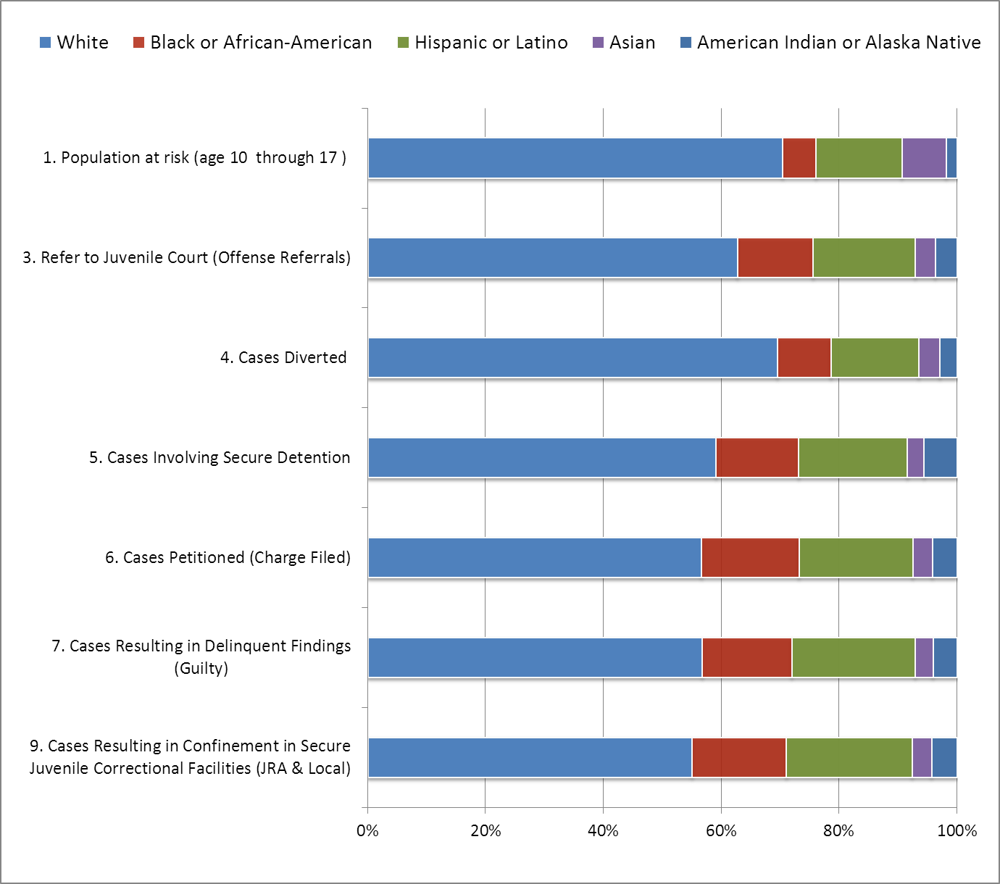 White Black or African-American Hispanic or Latino Asian American Indian or Alaska Native
1. Population at risk (age 10  through 17 )
3. Refer to Juvenile Court (Offense Referrals)
4. Cases Diverted
5. Cases Involving Secure Detention
6. Cases Petitioned (Charge Filed)
7. Cases Resulting in Delinquent Findings
(Guilty)
9. Cases Resulting in Confinement in Secure
Juvenile Correctional Facilities (JRA & Local)
0% 20% 40% 60% 80% 100%